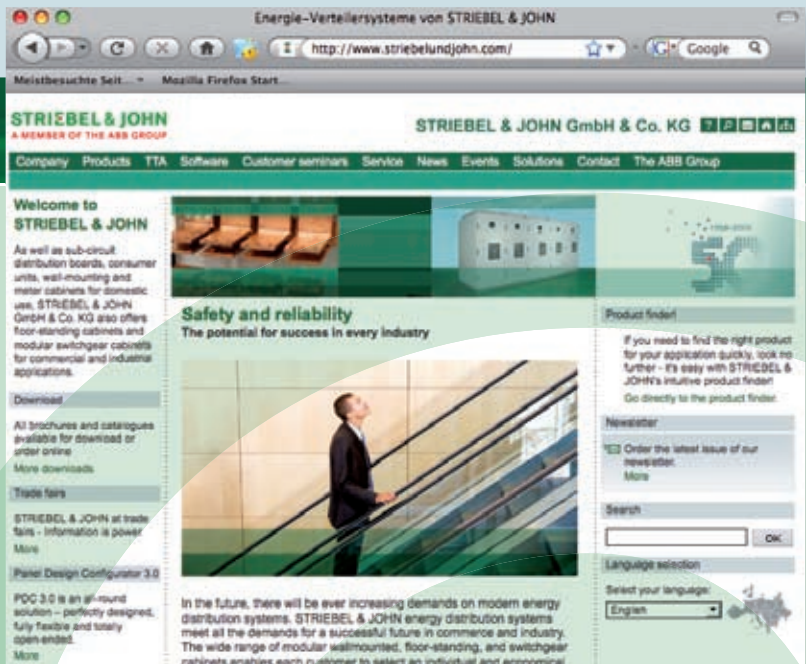 Energie-Verteilersysteme von STRIEBEL & JOHN
http://www.striebelundjohn.com/
Google
Meistbesuchte Seit...
Mozilla Firefox Start...
STRIEBEL & JOHN
A MEMBER OF THE ABB GROUP
STRIEBEL & JOHN GmbH & Co. KG
Company Products TTA Software Customer seminars Service News Events Solutions Contact The ABB Group
Welcome to
STRIEBEL & JOHN
As well as sub-circuit
distribution boards, consumer
units, wall-mounting and
meter cabinets for domestic
use, STRIEBEL & JOHN
GmbH & Co. KG also offers
floor-standing cabinets and
modular switchgear cabinets
for commercial and industrial
applications.
Download
All brochures and catalogues
available for download or
order online
More downloads
Trade fairs
STRIEBEL & JOHN at trade
fairs - Information is power.
More
Panel Design Configurator 3.0
PDC 3.0 is an all-round
solution – perfectly designed,
fully flexible and totally
open-ended.
More
50
Safety and reliability
The potential for success in every industry
In the future, there will be ever increasing demands on modern energy
distribution systems. STRIEBEL & JOHN energy distribution systems
meet all the demands for a successful future in commerce and industry.
The wide range of modular wallmounted, floor-standing, and switchgear
cabinets enables each customer to select an individual and economical
Product finder!
If you need to find the right product
for your application quickly, look no
further - it's easy with STRIEBEL &
JOHN's intuitive product finder!
Go directly to the product finder.
Newsletter
Order the latest issue of our
newsletter.
More
Search
OK
Language selection
Select your language:
English